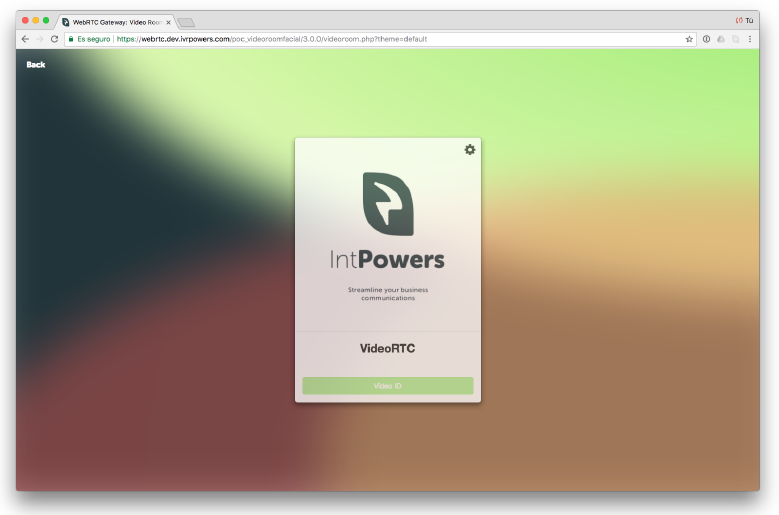 WebRTC Gateway: Video Room
Tú
Es seguro https://webrtc.dev.ivrpowers.com/poc_videoroomfacial/3.0.0/videoroom.php?theme=default
Back
IntPowers
Streamline your business
communications
VideoRTC
Video ID